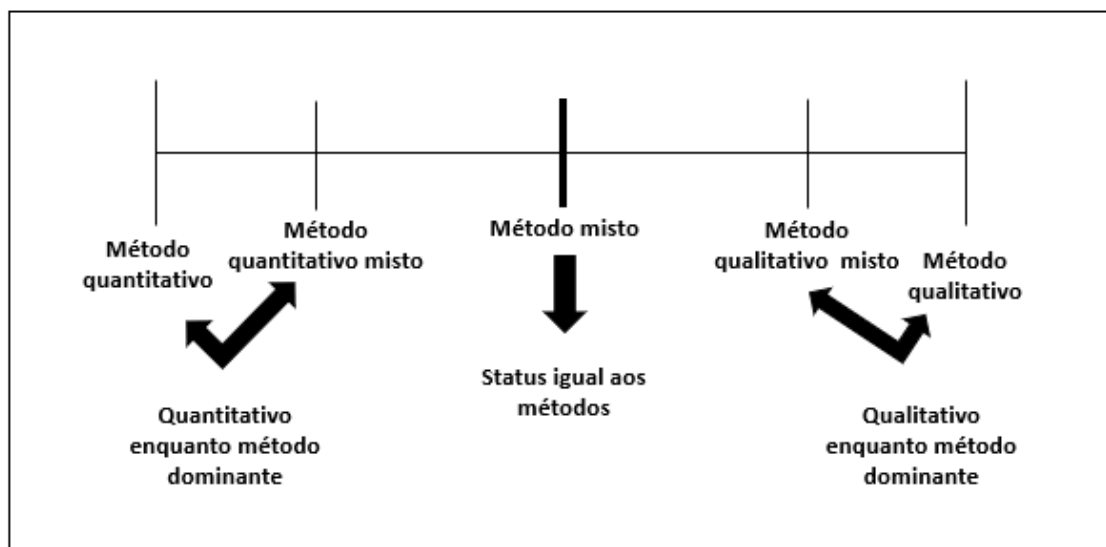 Método
quantitativo
Método
quantitativo misto
Método misto
Método
qualitativo misto
Método
qualitativo
Quantitativo
enquanto método
dominante
Status igual aos
métodos
Qualitativo
enquanto método
dominante